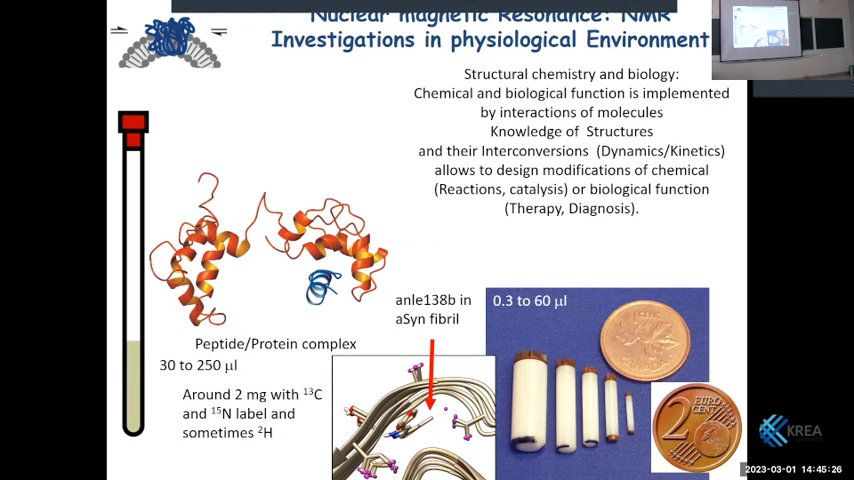 Nuclear magnetic Resonance: NMR
Investigations in physiological Environment
Structural chemistry and biology:
Chemical and biological function is implemented
by interactions of molecules
Knowledge of Structures
and their Interconversions (Dynamics/Kinetics)
allows to design modifications of chemical
(Reactions, catalysis) or biological function
(Therapy, Diagnosis).
anle138b in
aSyn fibril
0.3 to 60 µl
Peptide/Protein complex
30 to 250 µl
Around 2 mg with ¹³C
and ¹⁵N label and
sometimes ²H
CANADA
2 EURO
CENT
KREA
2023-03-01 14:45:26